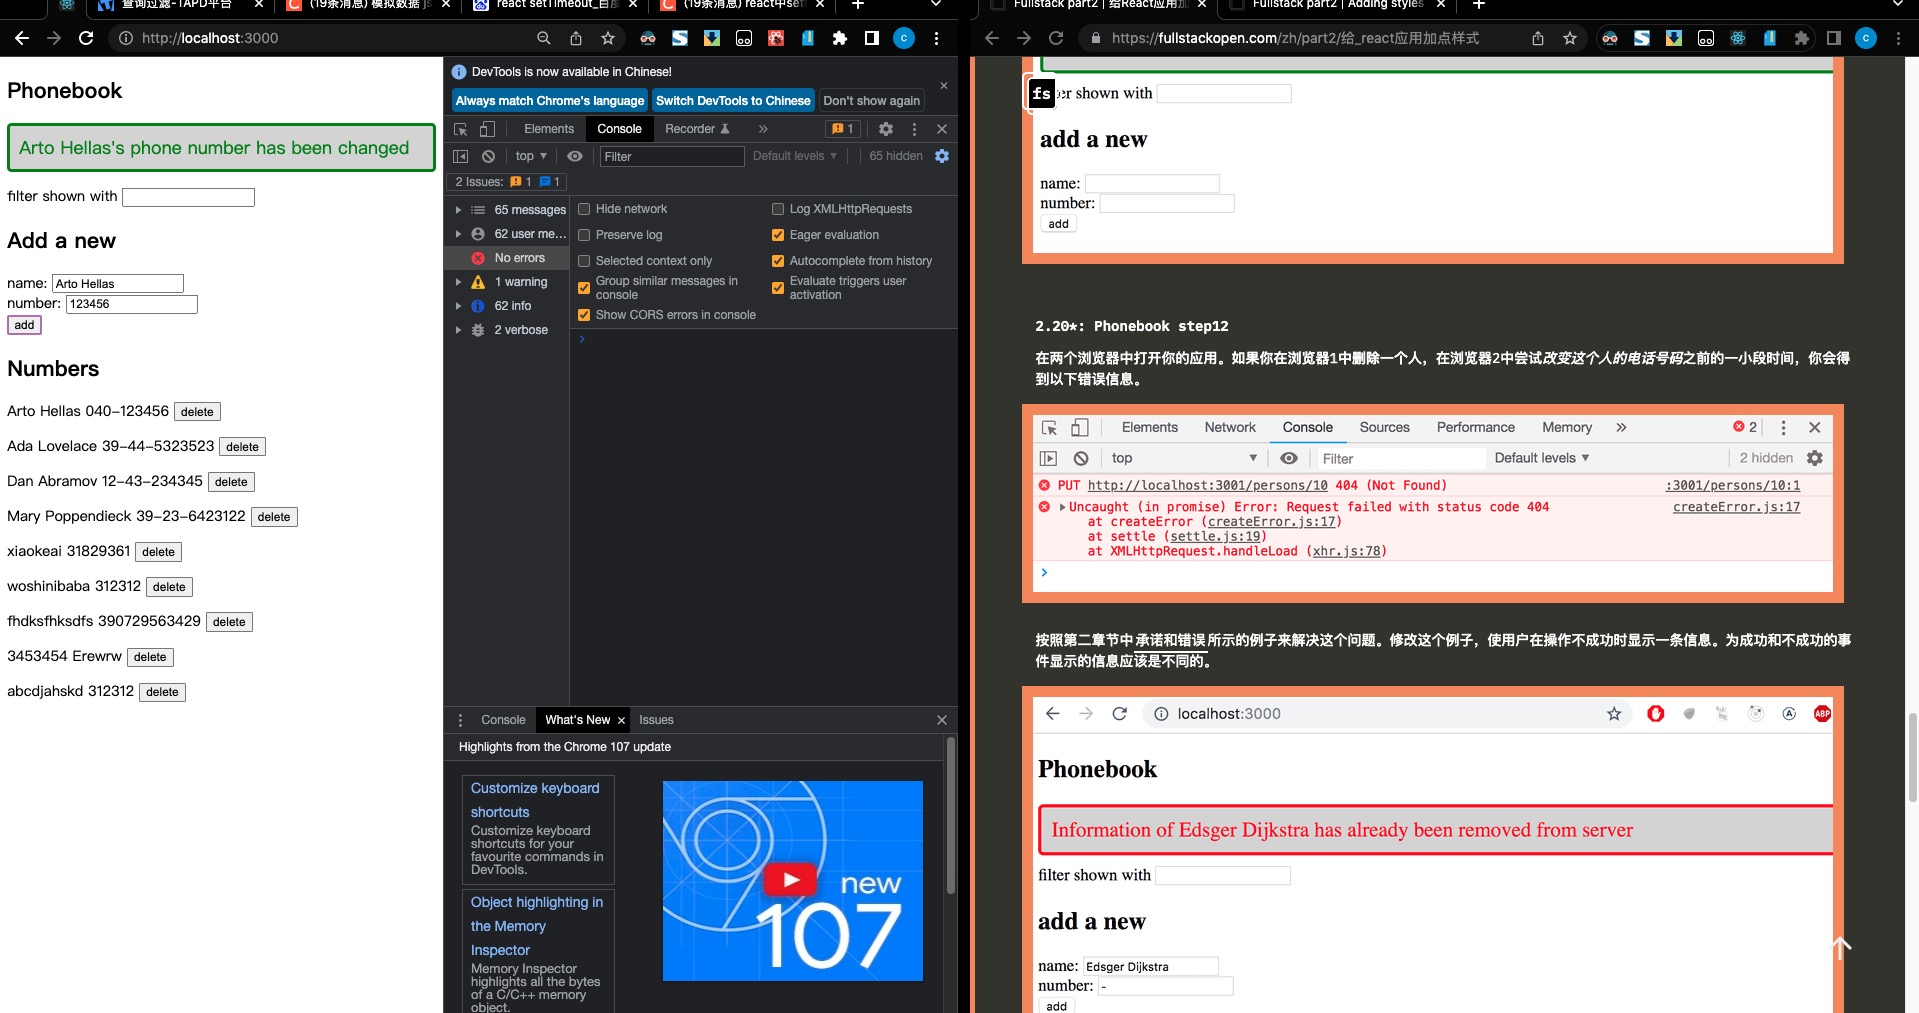 查询过滤-TAPD平台
(19条消息) 模拟数据 js
react setTimeout_百度
(19条消息) react中set
http://localhost:3000
Phonebook
Arto Hellas's phone number has been changed
filter shown with
Add a new
name: Arto Hellas
number: 123456
add
Numbers
Arto Hellas 040-123456 delete
Ada Lovelace 39-44-5323523 delete
Dan Abramov 12-43-234345 delete
Mary Poppendieck 39-23-6423122 delete
xiaokeai 31829361 delete
woshinibaba 312312 delete
fhdksfhksdfs 390729563429 delete
3453454 Erewrw delete
abcdjahskd 312312 delete
DevTools is now available in Chinese!
Always match Chrome's language Switch DevTools to Chinese Don't show again
Elements Console Recorder 1
top Filter Default levels 65 hidden
2 Issues: 1 1
65 messages
62 user me...
No errors
1 warning
62 info
2 verbose
Hide network Log XMLHttpRequests
Preserve log Eager evaluation
Selected context only Autocomplete from history
Group similar messages in console
Evaluate triggers user activation
Show CORS errors in console
Console What's New Issues
Highlights from the Chrome 107 update
Customize keyboard
shortcuts
Customize keyboard
shortcuts for your
favourite commands in
DevTools.
Object highlighting in
the Memory
Inspector
Memory Inspector
highlights all the bytes
of a C/C++ memory
object.
new
107
Fullstack part2 | 给React应用加
Fullstack part2 | Adding styles
https://fullstackopen.com/zh/part2/给_react应用加点样式
fs
er shown with
add a new
name:
number:
add
2.20*: Phonebook step12
在两个浏览器中打开你的应用。如果你在浏览器1中删除一个人，在浏览器2中尝试改变这个人的电话号码之前的一小段时间，你会得
到以下错误信息。
Elements Network Console Sources Performance Memory 2
top Filter Default levels 2 hidden
PUT http://localhost:3001/persons/10 404 (Not Found) :3001/persons/10:1
Uncaught (in promise) Error: Request failed with status code 404 createError.js:17
at createError (createError.js:17)
at settle (settle.js:19)
at XMLHttpRequest.handleLoad (xhr.js:78)
按照第二章节中承诺和错误所示的例子来解决这个问题。修改这个例子，使用户在操作不成功时显示一条信息。为成功和不成功的事
件显示的信息应该是不同的。
localhost:3000
ABP
Phonebook
Information of Edsger Dijkstra has already been removed from server
filter shown with
add a new
name: Edsger Dijkstra
number: -
add